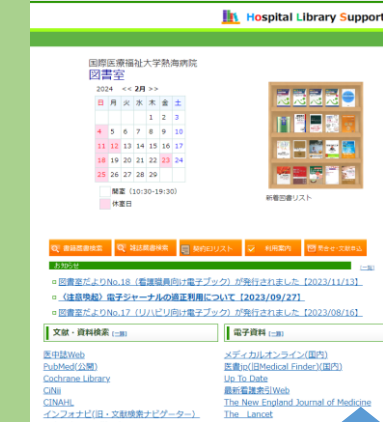 Hospital Library Support
国際医療福祉大学熱海病院
図書室
2024 << 2月 >>
日 月 火 水 木 金 土
1 2 3
4 5 6 7 8 9 10
11 12 13 14 15 16 17
18 19 20 21 22 23 24
25 26 27 28 29
開室 (10:30-19:30)
休室日
新着図書リスト
書籍蔵書検索 雑誌蔵書検索 契約EJリスト 利用案内 問合せ・文献申込
お知らせ
[一覧]
図書室だよりNo.18（看護職員向け電子ブック）が発行されました【2023/11/13】
〈注意喚起〉電子ジャーナルの適正利用について【2023/09/27】
図書室だよりNo.17（リハビリ向け電子ブック）が発行されました【2023/08/16】
文献・資料検索 [一覧]
医中誌Web
PubMed(公開)
Cochrane Library
CiNii
CINAHL
インフォナビ(旧・文献検索ナビゲーター)
電子資料 [一覧]
メディカルオンライン(国内)
医書jp(旧Medical Finder)(国内)
Up To Date
最新看護索引Web
The New England Journal of Medicine
The Lancet